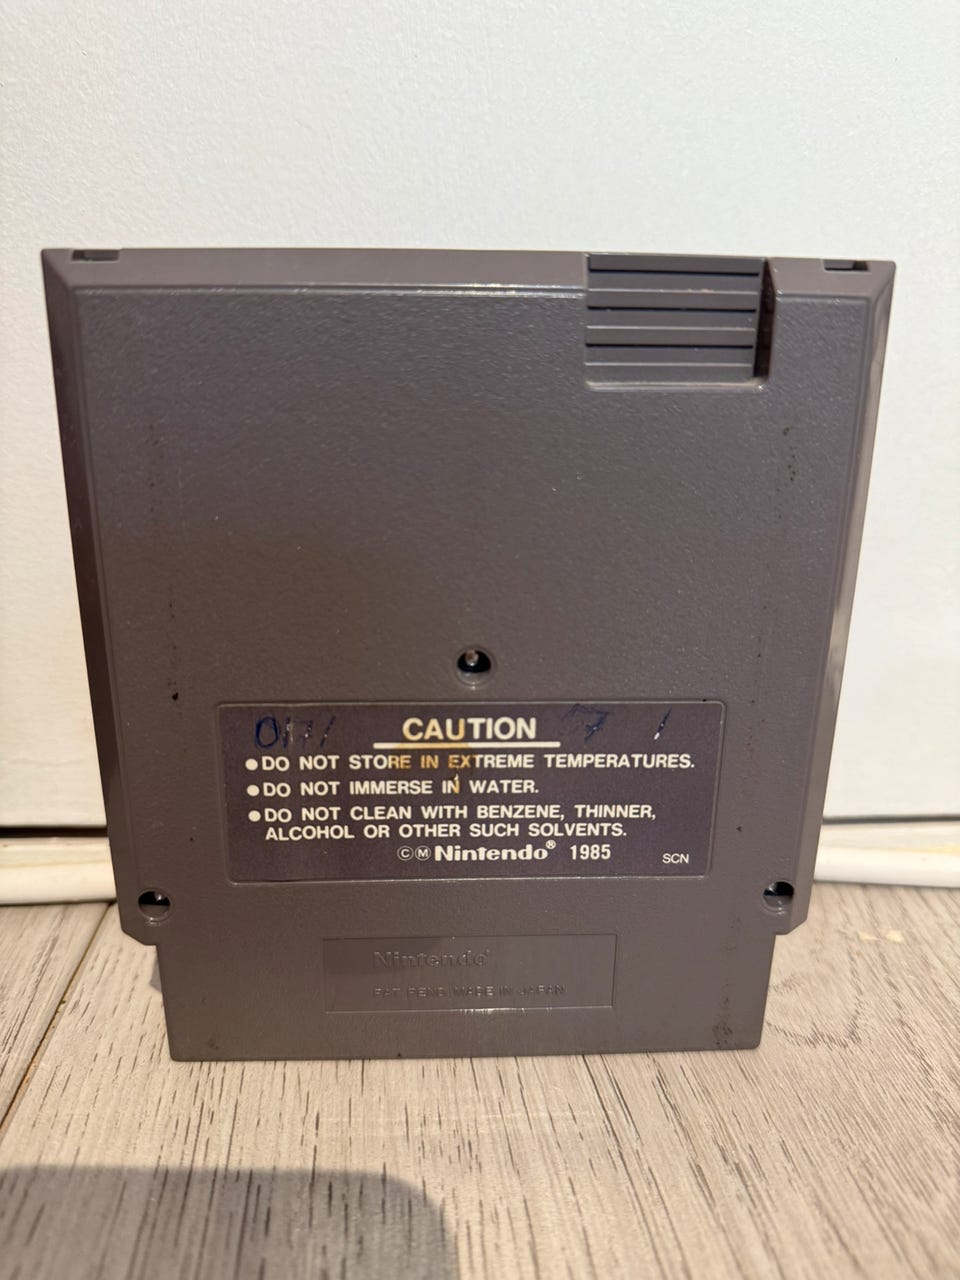 CAUTION
●DO NOT STORE IN EXTREME TEMPERATURES.
●DO NOT IMMERSE IN WATER.
●DO NOT CLEAN WITH BENZENE, THINNER,
ALCOHOL OR OTHER SUCH SOLVENTS.
©Ⓜ Nintendo® 1985 SCN
Nintendo®
PAT. PEND. MADE IN JAPAN